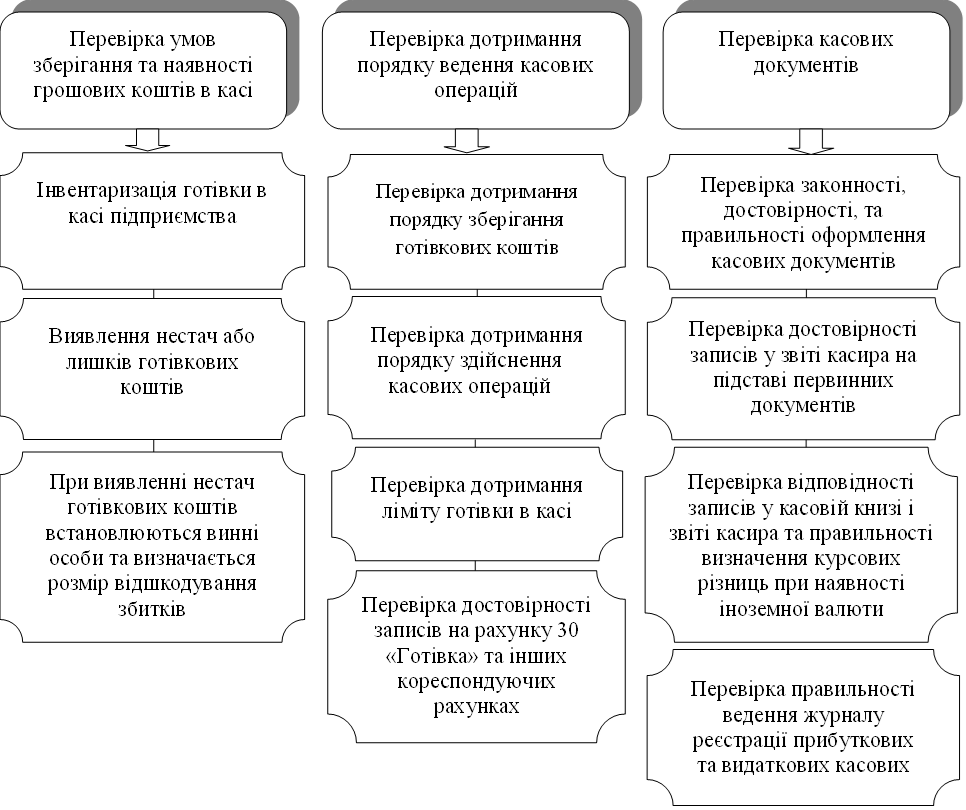 Перевірка умов
зберігання та наявності
грошових коштів в касі
Інвентаризація готівки в
касі підприємства
Виявлення нестач або
лишків готівкових
коштів
При виявленні нестач
готівкових коштів
встановлюються винні
особи та визначається
розмір відшкодування
збитків
Перевірка дотримання
порядку ведення касових
операцій
Перевірка дотримання
порядку зберігання
готівкових коштів
Перевірка дотримання
порядку здійснення
касових операцій
Перевірка дотримання
ліміту готівки в касі
Перевірка достовірності
записів на рахунку 30
«Готівка» та інших
кореспондуючих
рахунках
Перевірка касових
документів
Перевірка законності,
достовірності, та
правильності оформлення
касових документів
Перевірка достовірності
записів у звіті касира на
підставі первинних
документів
Перевірка відповідності
записів у касовій книзі і
звіті касира та правильності
визначення курсових
різниць при наявності
іноземної валюти
Перевірка правильності
ведення журналу
реєстрації прибуткових
та видаткових касових